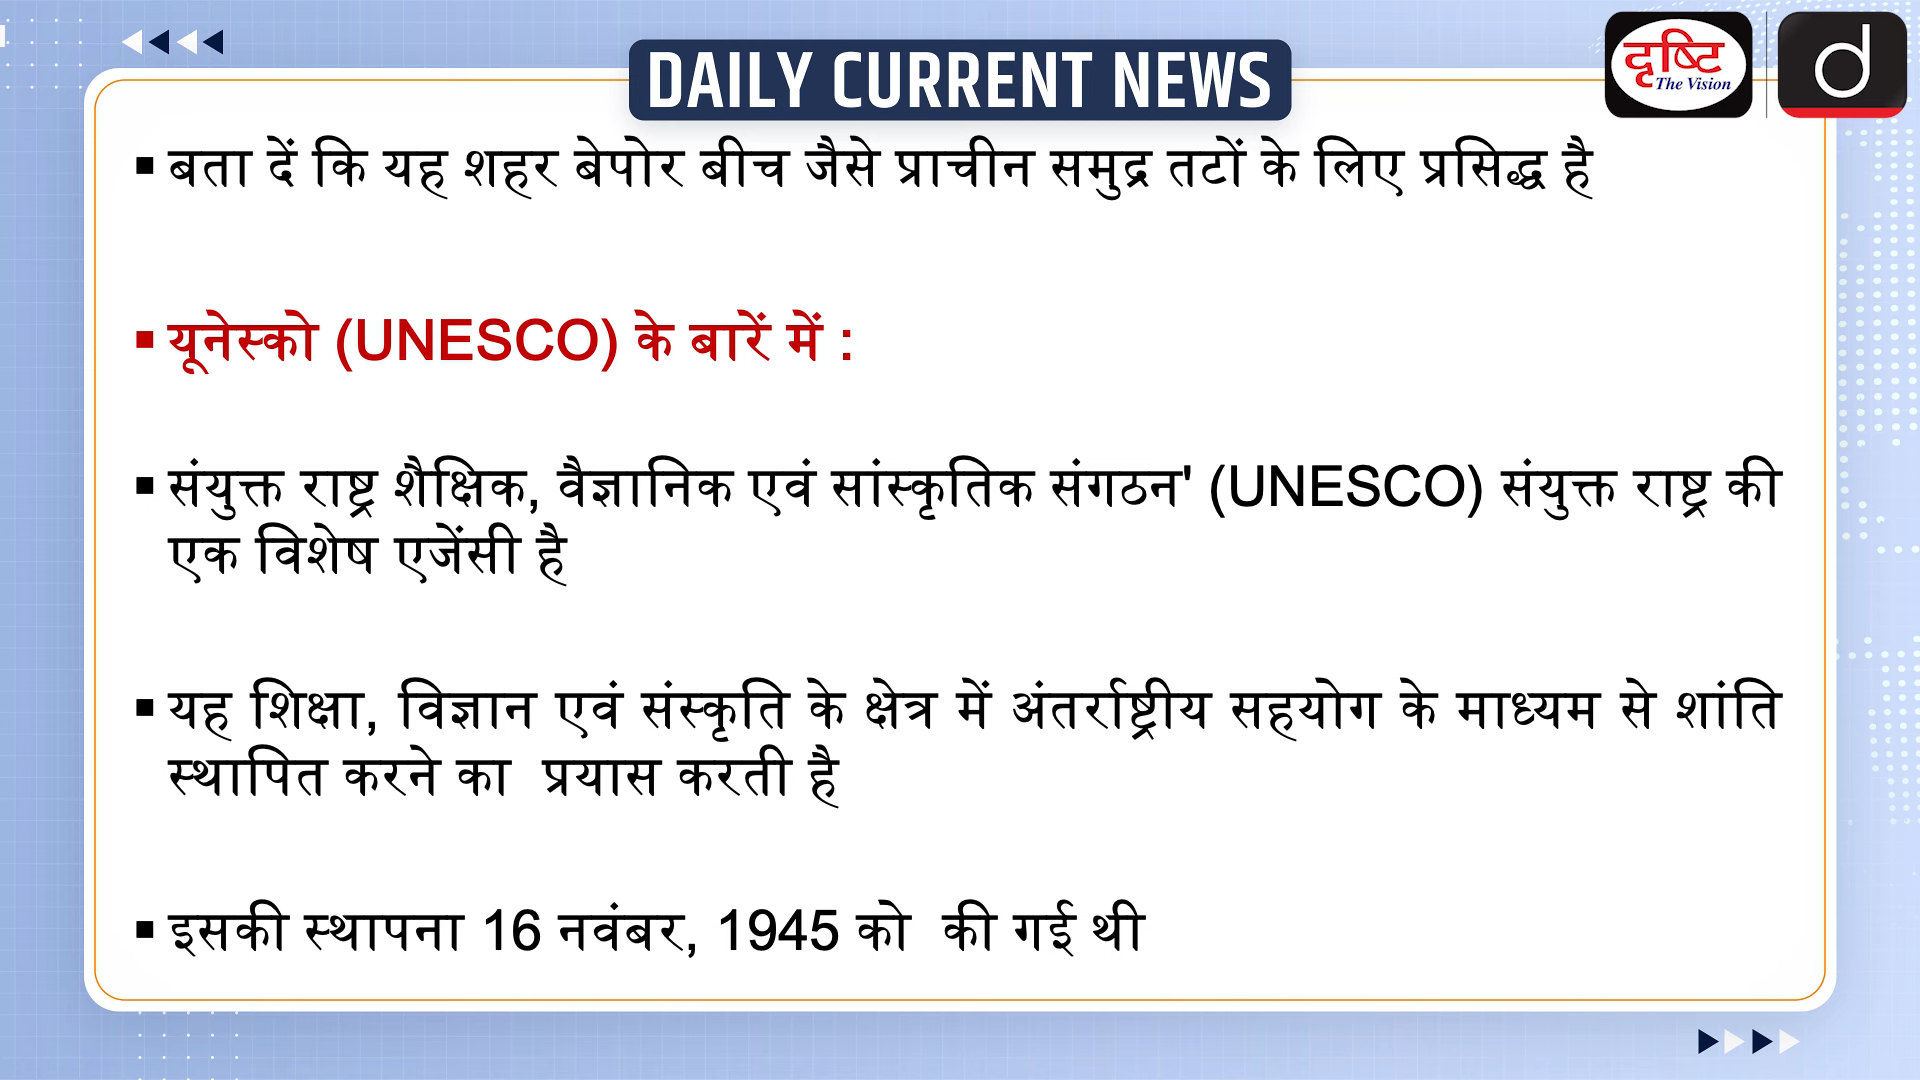 DAILY CURRENT NEWS
दृष्टि
The Vision
d
▪ बता दें कि यह शहर बेपोर बीच जैसे प्राचीन समुद्र तटों के लिए प्रसिद्ध है
▪ यूनेस्को (UNESCO) के बारें में :
▪ संयुक्त राष्ट्र शैक्षिक, वैज्ञानिक एवं सांस्कृतिक संगठन' (UNESCO) संयुक्त राष्ट्र की
एक विशेष एजेंसी है
▪ यह शिक्षा, विज्ञान एवं संस्कृति के क्षेत्र में अंतर्राष्ट्रीय सहयोग के माध्यम से शांति
स्थापित करने का प्रयास करती है
▪ इसकी स्थापना 16 नवंबर, 1945 को की गई थी